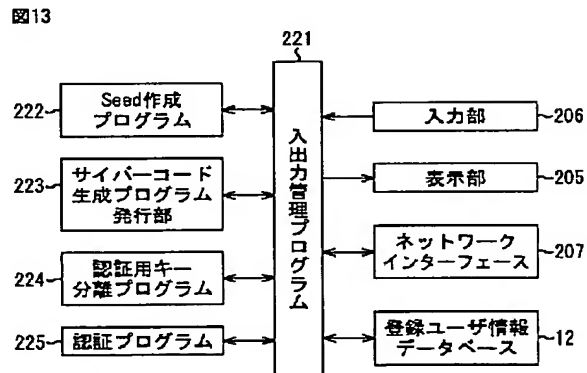 図13
221
222
Seed作成
プログラム
223
サイバーコード
生成プログラム
発行部
224
認証用キー
分離プログラム
225
認証プログラム
入出力管理プログラム
入力部
206
表示部
205
ネットワーク
インターフェース
207
登録ユーザ情報
データベース
12